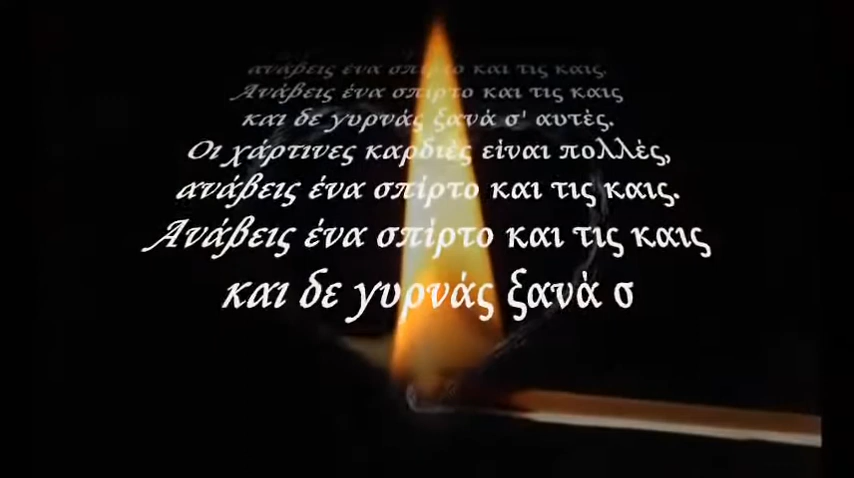 ανάβεις ένα σπίρτο και τις καις.
Ανάβεις ένα σπίρτο και τις καις
και δε γυρνάς ξανά σ' αυτές.
Οι χάρτινες καρδιές είναι πολλές,
ανάβεις ένα σπίρτο και τις καις.
Ανάβεις ένα σπίρτο και τις καις
και δε γυρνάς ξανά σ